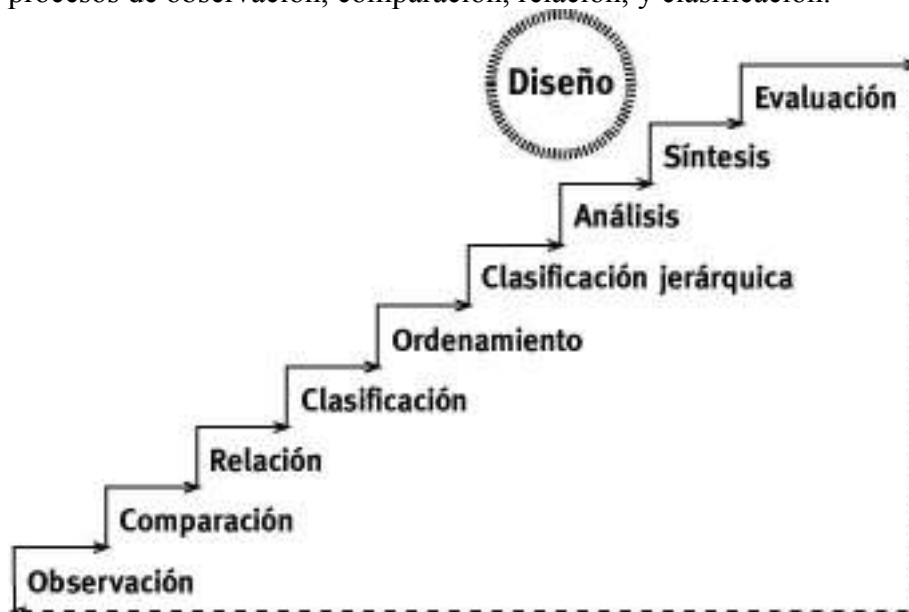 procesos de observación, comparación, relación, y clasificación.
Diseño
Evaluación
Síntesis
Análisis
Clasificación jerárquica
Ordenamiento
Clasificación
Relación
Comparación
Observación